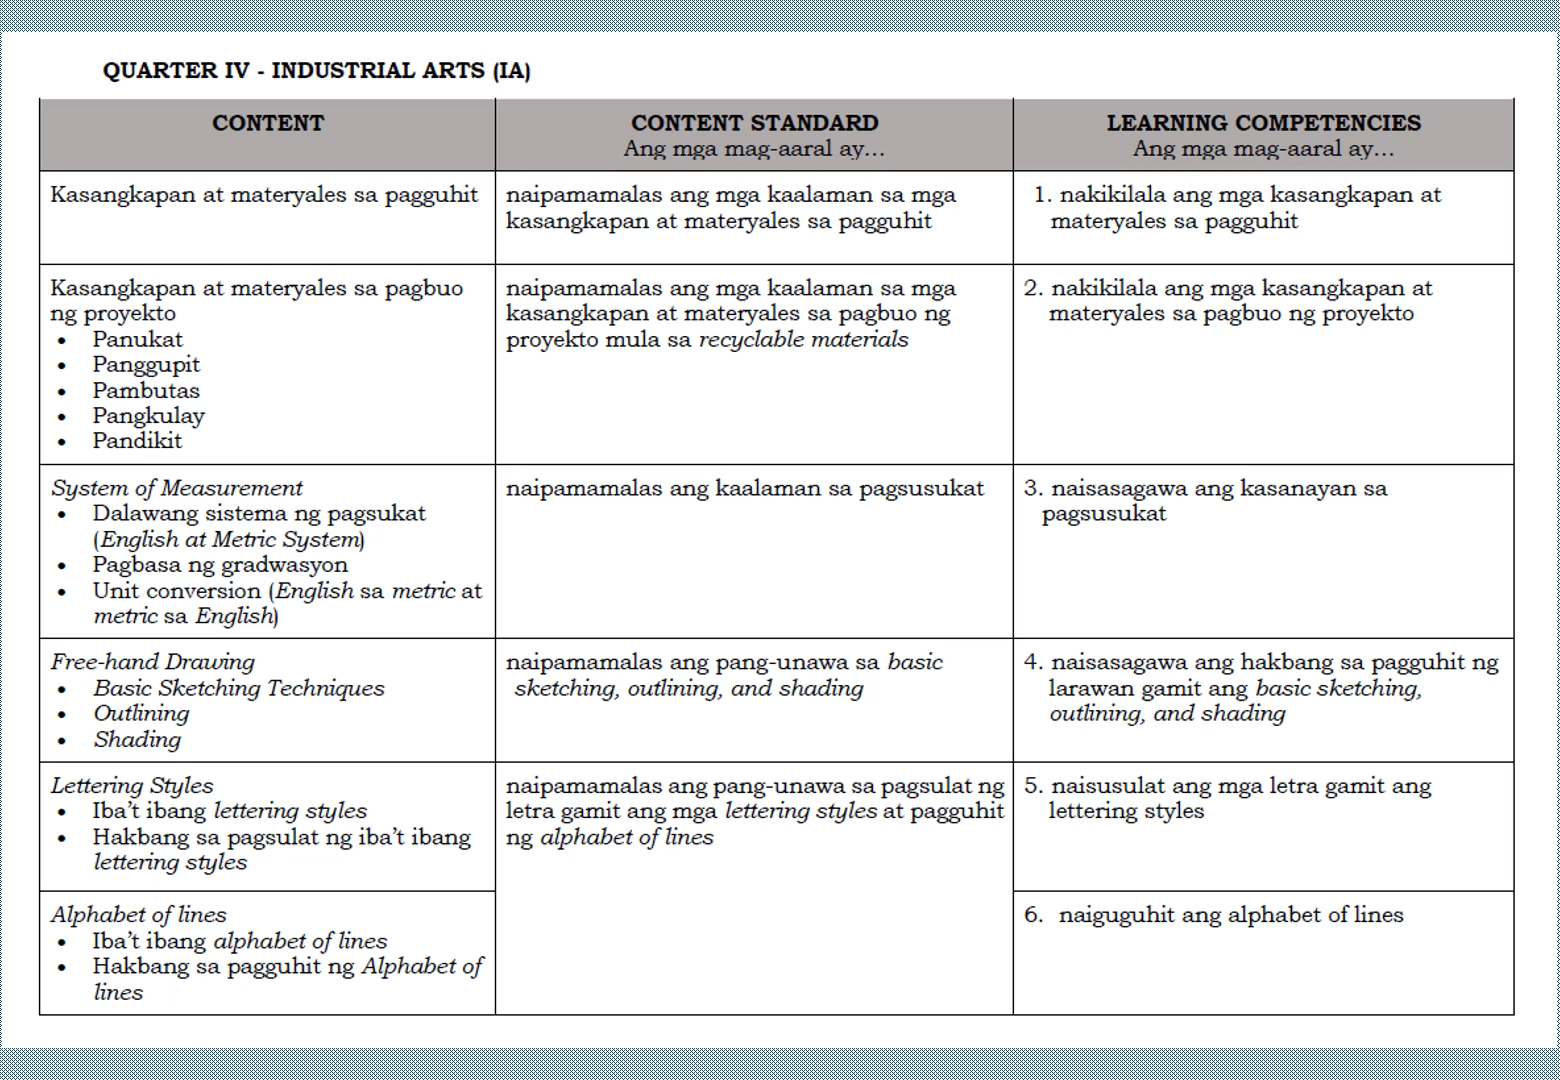 QUARTER IV - INDUSTRIAL ARTS (IA)
CONTENT
CONTENT STANDARD
Ang mga mag-aaral ay…
LEARNING COMPETENCIES
Ang mga mag-aaral ay…
Kasangkapan at materyales sa pagguhit
naipamamalas ang mga kaalaman sa mga
kasangkapan at materyales sa pagguhit
1. nakikilala ang mga kasangkapan at
materyales sa pagguhit
Kasangkapan at materyales sa pagbuo
ng proyekto
• Panukat
• Panggupit
• Pambutas
• Pangkulay
• Pandikit
naipamamalas ang mga kaalaman sa mga
kasangkapan at materyales sa pagbuo ng
proyekto mula sa recyclable materials
2. nakikilala ang mga kasangkapan at
materyales sa pagbuo ng proyekto
System of Measurement
• Dalawang sistema ng pagsukat
(English at Metric System)
• Pagbasa ng gradwasyon
• Unit conversion (English sa metric at
metric sa English)
naipamamalas ang kaalaman sa pagsusukat
3. naisasagawa ang kasanayan sa
pagsusukat
Free-hand Drawing
• Basic Sketching Techniques
• Outlining
• Shading
naipamamalas ang pang-unawa sa basic
sketching, outlining, and shading
4. naisasagawa ang hakbang sa pagguhit ng
larawan gamit ang basic sketching,
outlining, and shading
Lettering Styles
• Iba't ibang lettering styles
• Hakbang sa pagsulat ng iba't ibang
lettering styles
naipamamalas ang pang-unawa sa pagsulat ng
letra gamit ang mga lettering styles at pagguhit
ng alphabet of lines
5. naisusulat ang mga letra gamit ang
lettering styles
Alphabet of lines
• Iba't ibang alphabet of lines
• Hakbang sa pagguhit ng Alphabet of
lines
6. naiguguhit ang alphabet of lines